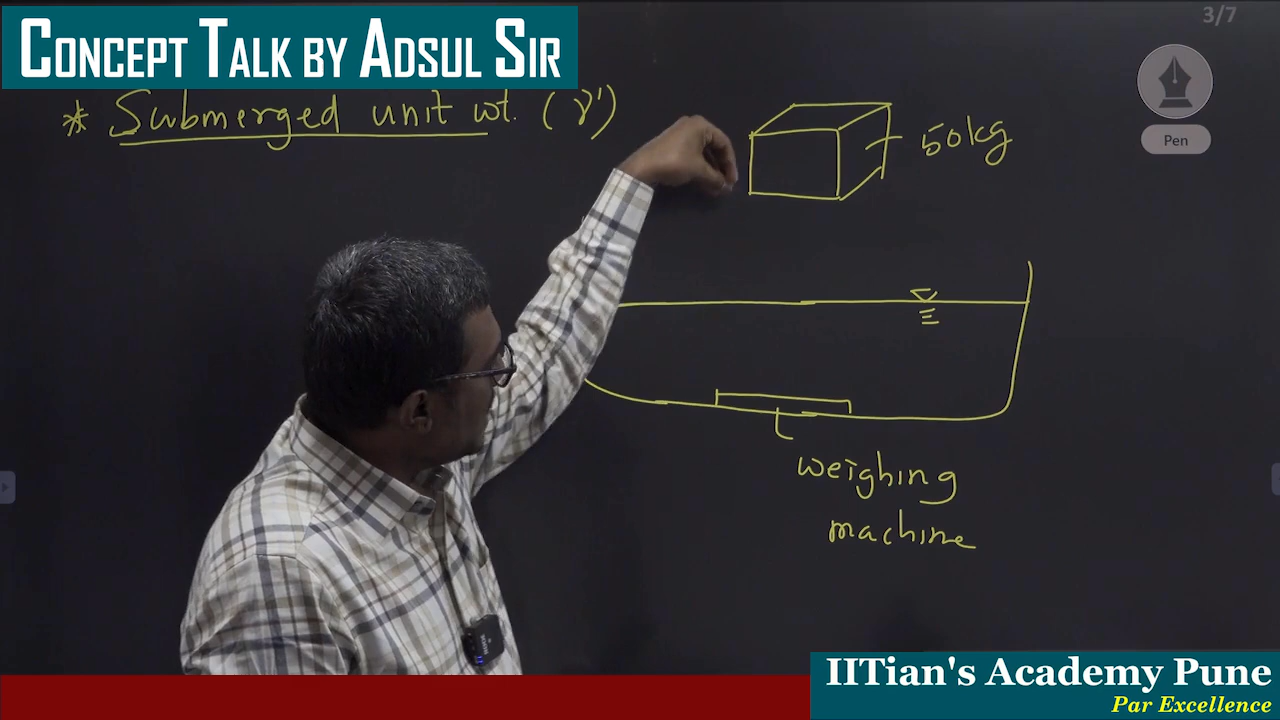 3/7
CONCEPT TALK BY ADSUL SIR
* Submerged unit wt. (γ')
50kg
Pen
weighing
machine
IITian's Academy Pune
Par Excellence